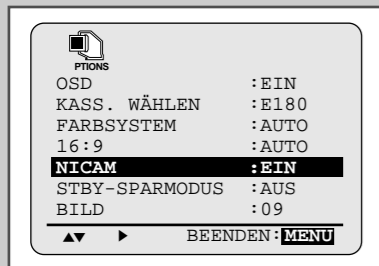 PTIONS
OSD :EIN
KASS. WÄHLEN :E180
FARBSYSTEM :AUTO
16:9 :AUTO
NICAM :EIN
STBY-SPARMODUS :AUS
BILD :09
▲▼ ▶ BEENDEN:MENU